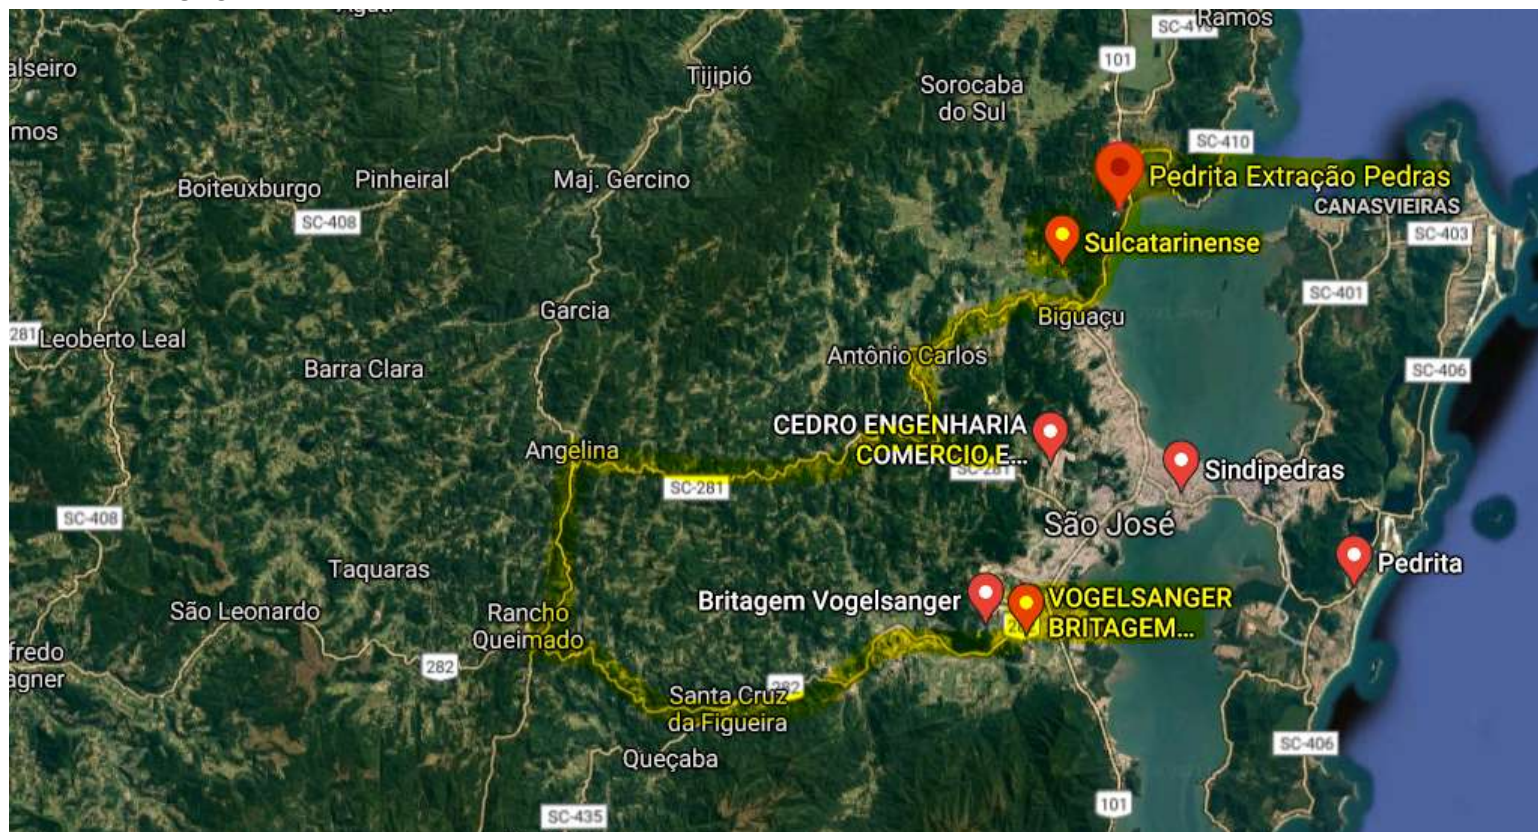 Ramos
SC-410
101
Tijipió
Sorocaba
do Sul
alseiro
mos
SC-410
Pinheiral
Maj. Gercino
Boiteuxburgo
Pedrita Extração Pedras
CANASVIEIRAS
SC-408
SC-403
Sulcatarinense
SC-401
Garcia
Biguaçu
281
Leoberto Leal
Antônio Carlos
Barra Clara
SC-406
CEDRO ENGENHARIA
COMERCIO E...
Angelina
SC-281
Sindipedras
SC-281
SC-408
São José
Pedrita
Taquaras
Britagem Vogelsanger
VOGELSANGER
BRITAGEM...
São Leonardo
Rancho
Queimado
fredo
agner
282
282
Santa Cruz
da Figueira
Queçaba
SC-406
101
SC-435